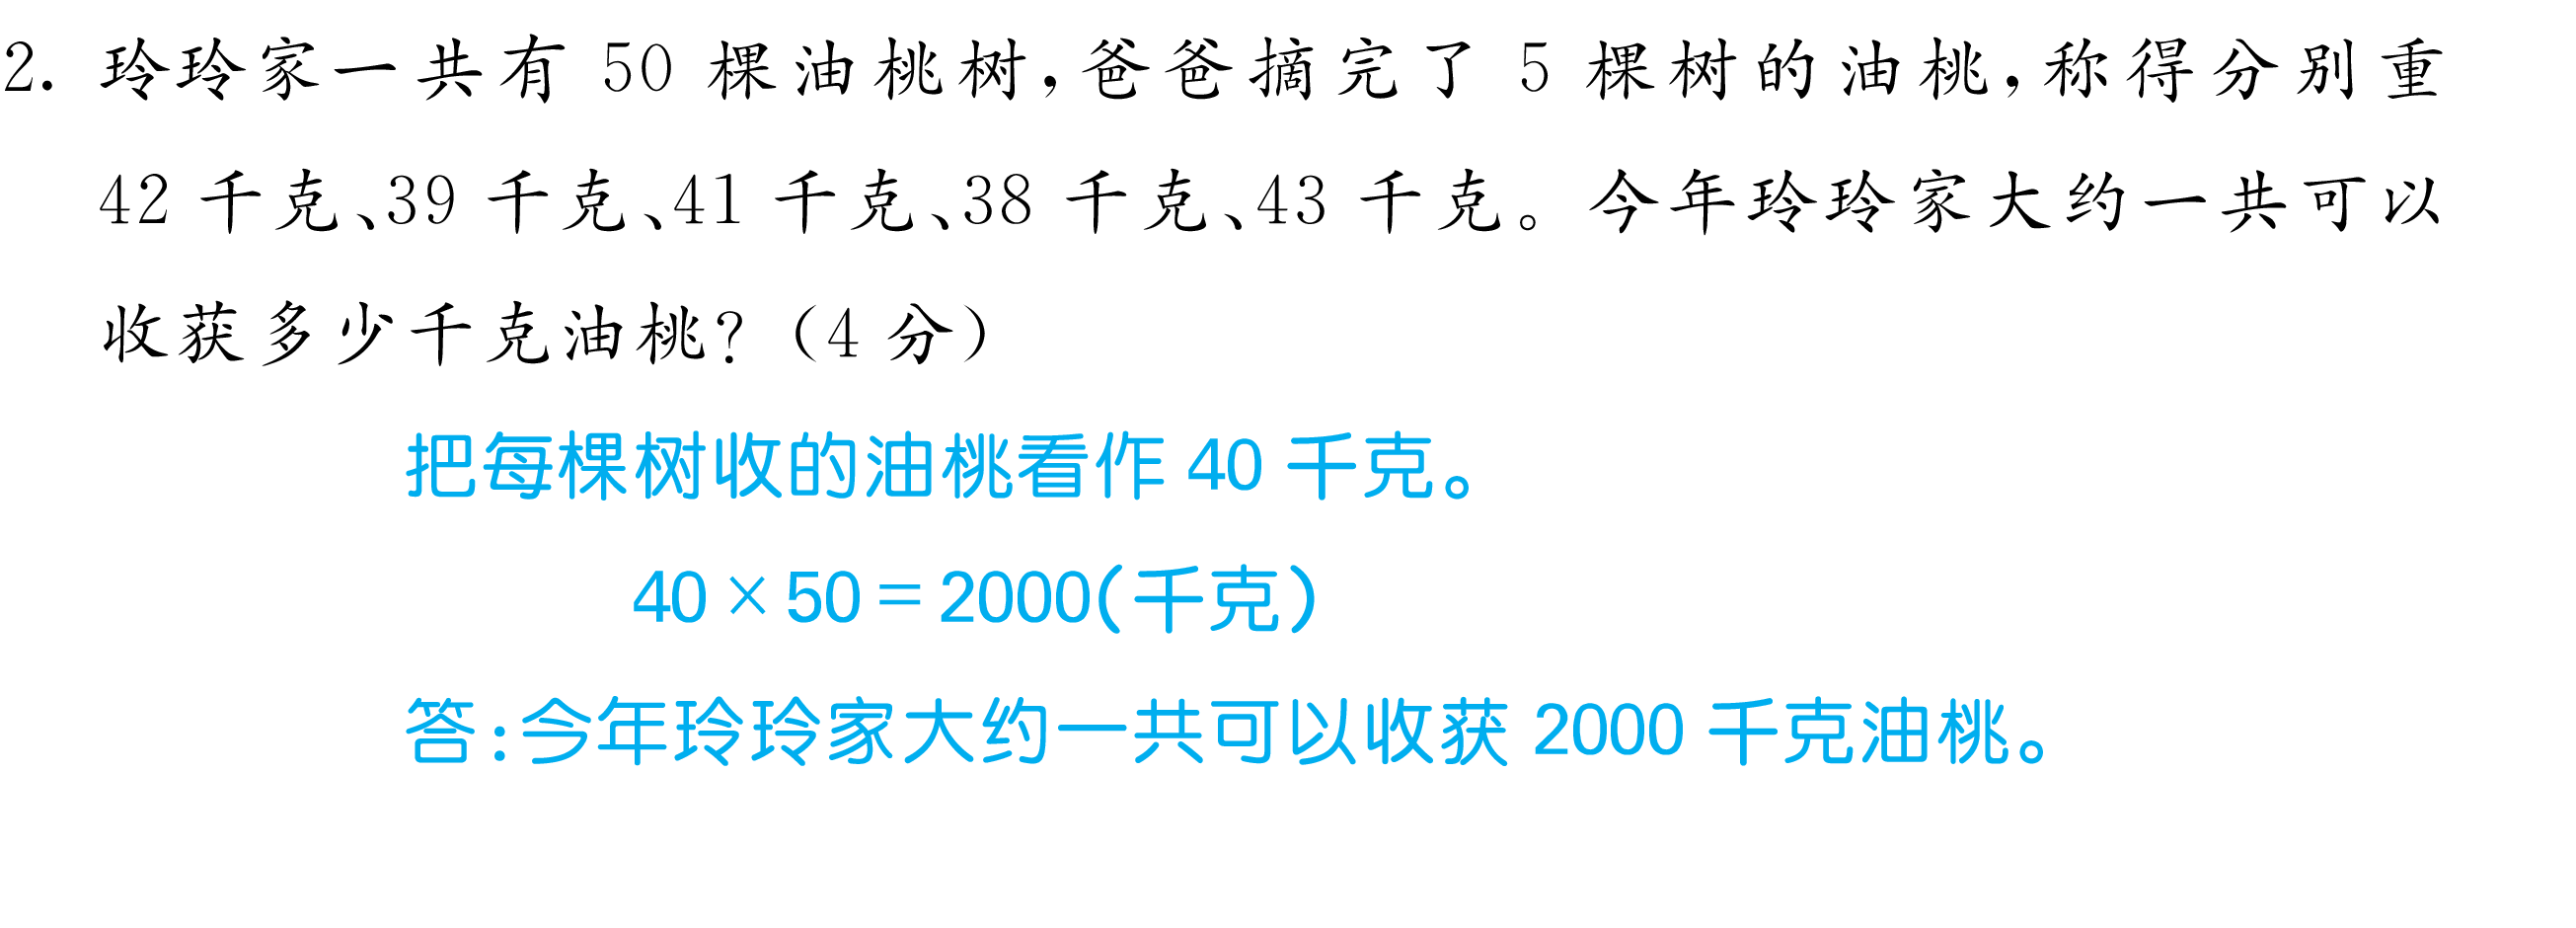 2. 玲玲家一共有 50 棵油桃树,爸爸摘完了 5 棵树的油桃,称得分别重
42 千克、39 千克、41 千克、38 千克、43 千克。今年玲玲家大约一共可以
收获多少千克油桃?(4 分)
把每棵树收的油桃看作 40 千克。
40 × 50 = 2000(千克)
答:今年玲玲家大约一共可以收获 2000 千克油桃。